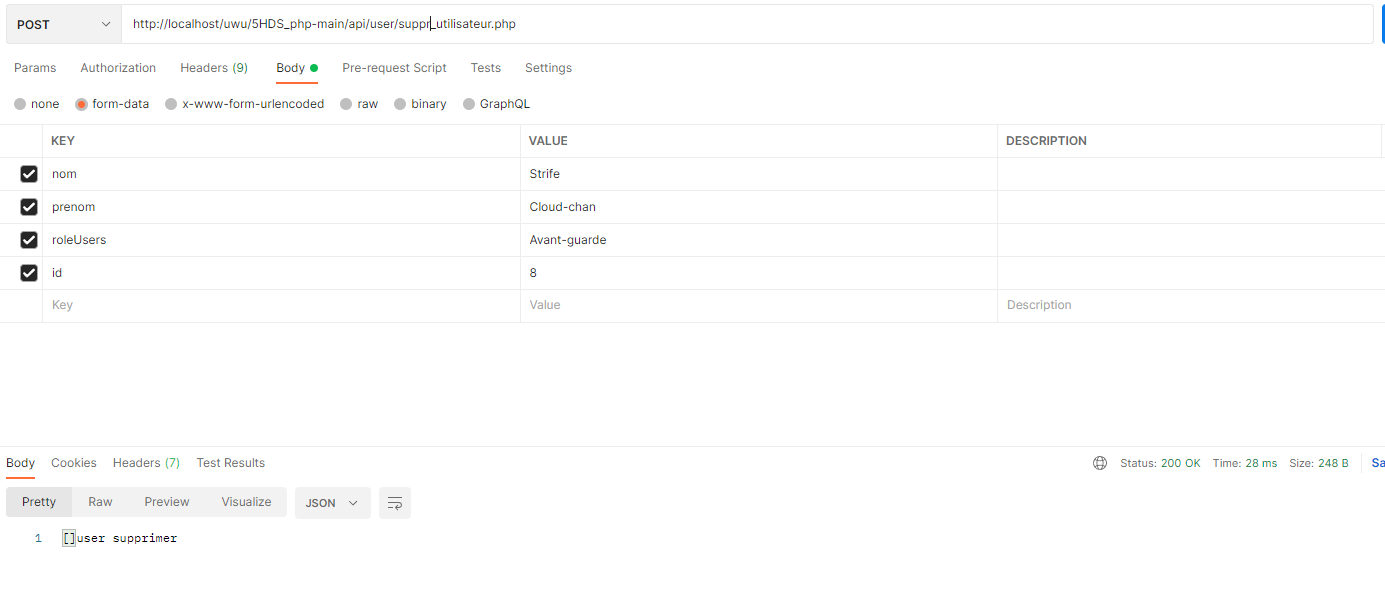 POST http://localhost/uwu/5HDS_php-main/api/user/suppr_utilisateur.php
Params Authorization Headers (9) Body Pre-request Script Tests Settings
none form-data x-www-form-urlencoded raw binary GraphQL
KEY VALUE DESCRIPTION
nom Strife
prenom Cloud-chan
roleUsers Avant-guarde
id 8
Key Value Description
Body Cookies Headers (7) Test Results Status: 200 OK Time: 28 ms Size: 248 B Sa
Pretty Raw Preview Visualize JSON
1 []user supprimer